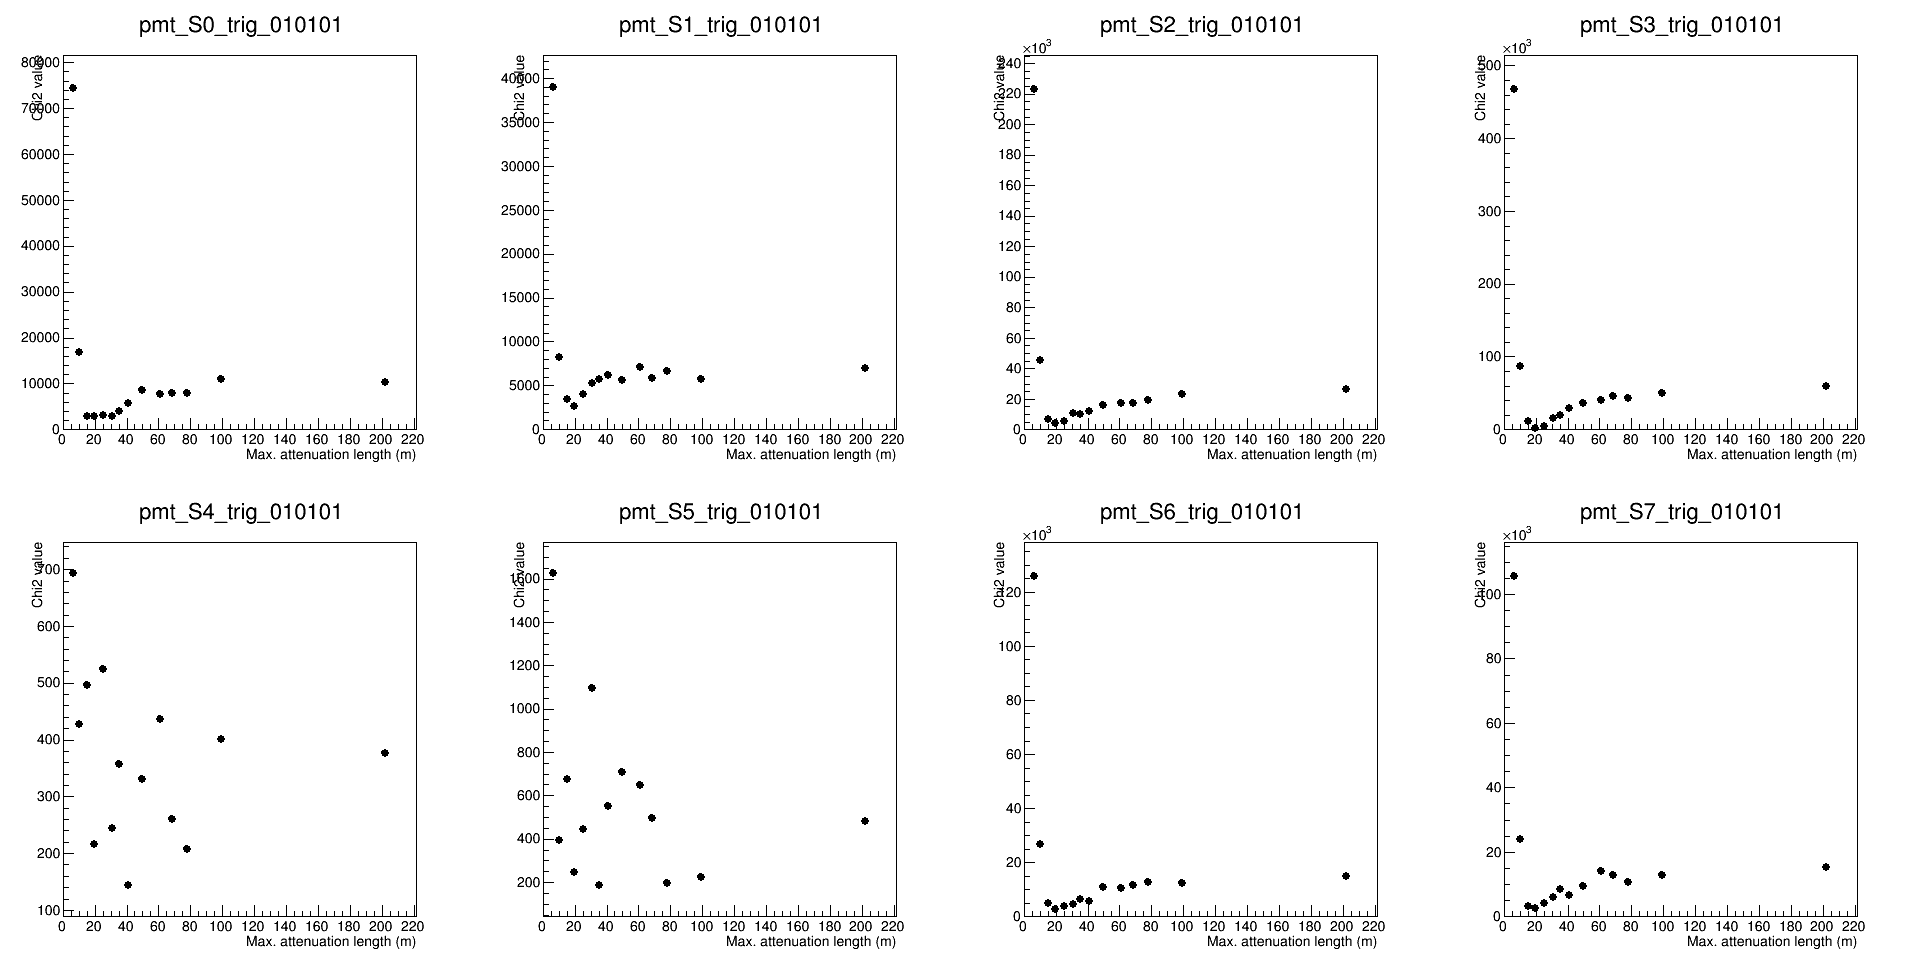 pmt_S0_trig_010101
Chi2 value
80000
70000
60000
50000
40000
30000
20000
10000
0
0 20 40 60 80 100 120 140 160 180 200 220
Max. attenuation length (m)
pmt_S1_trig_010101
Chi2 value
40000
35000
30000
25000
20000
15000
10000
5000
0
0 20 40 60 80 100 120 140 160 180 200 220
Max. attenuation length (m)
pmt_S2_trig_010101
×10³
Chi2 value
240
220
200
180
160
140
120
100
80
60
40
20
0
0 20 40 60 80 100 120 140 160 180 200 220
Max. attenuation length (m)
pmt_S3_trig_010101
×10³
Chi2 value
500
400
300
200
100
0
0 20 40 60 80 100 120 140 160 180 200 220
Max. attenuation length (m)
pmt_S4_trig_010101
Chi2 value
700
600
500
400
300
200
100
0 20 40 60 80 100 120 140 160 180 200 220
Max. attenuation length (m)
pmt_S5_trig_010101
Chi2 value
1600
1400
1200
1000
800
600
400
200
0 20 40 60 80 100 120 140 160 180 200 220
Max. attenuation length (m)
pmt_S6_trig_010101
×10³
Chi2 value
120
100
80
60
40
20
0
0 20 40 60 80 100 120 140 160 180 200 220
Max. attenuation length (m)
pmt_S7_trig_010101
×10³
Chi2 value
100
80
60
40
20
0
0 20 40 60 80 100 120 140 160 180 200 220
Max. attenuation length (m)